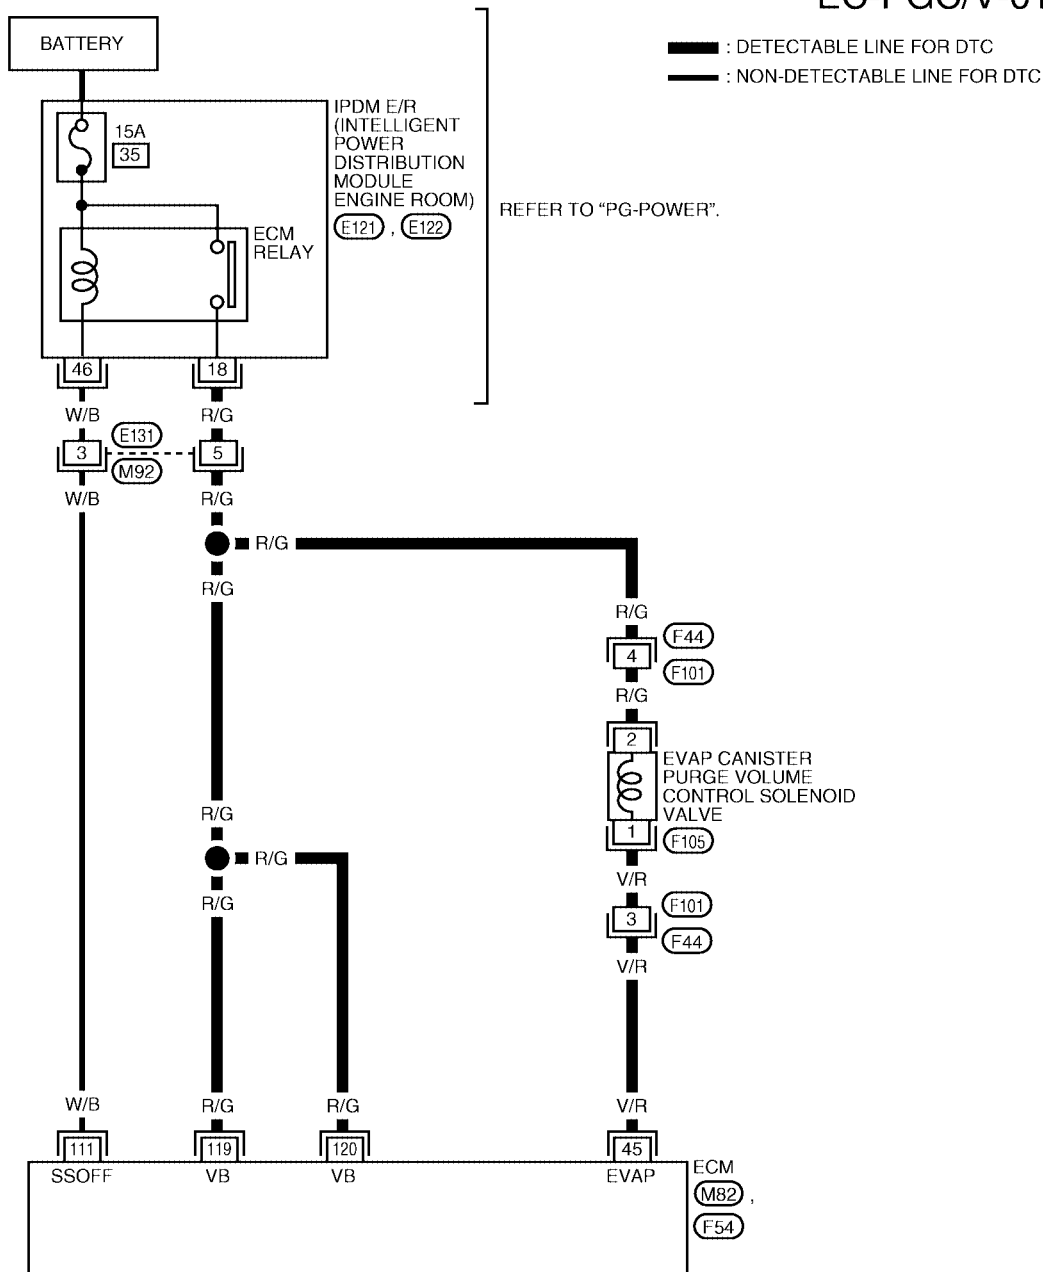 BATTERY
: DETECTABLE LINE FOR DTC
: NON-DETECTABLE LINE FOR DTC
15A
35
IPDM E/R
(INTELLIGENT
POWER
DISTRIBUTION
MODULE
ENGINE ROOM)
E121 , E122
REFER TO "PG-POWER".
ECM
RELAY
46 18
W/B R/G
3 E131 5
M92
W/B R/G
R/G
R/G
R/G
4 F44
F101
R/G
2
EVAP CANISTER
PURGE VOLUME
CONTROL SOLENOID
VALVE
1 F105
R/G
R/G
R/G
V/R
3 F101
F44
V/R
W/B R/G R/G V/R
111 119 120 45
SSOFF VB VB EVAP
ECM
M82 ,
F54